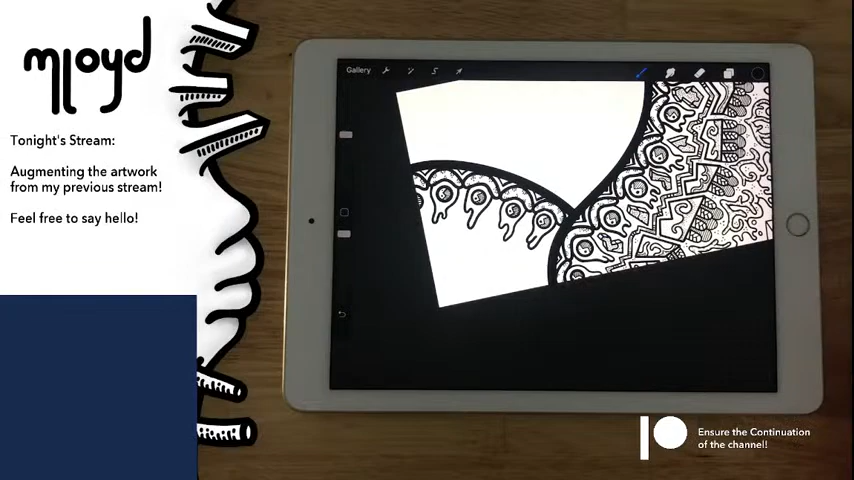 mloyd
Tonight's Stream:
Augmenting the artwork
from my previous stream!
Feel free to say hello!
Gallery
Ensure the Continuation
of the channel!